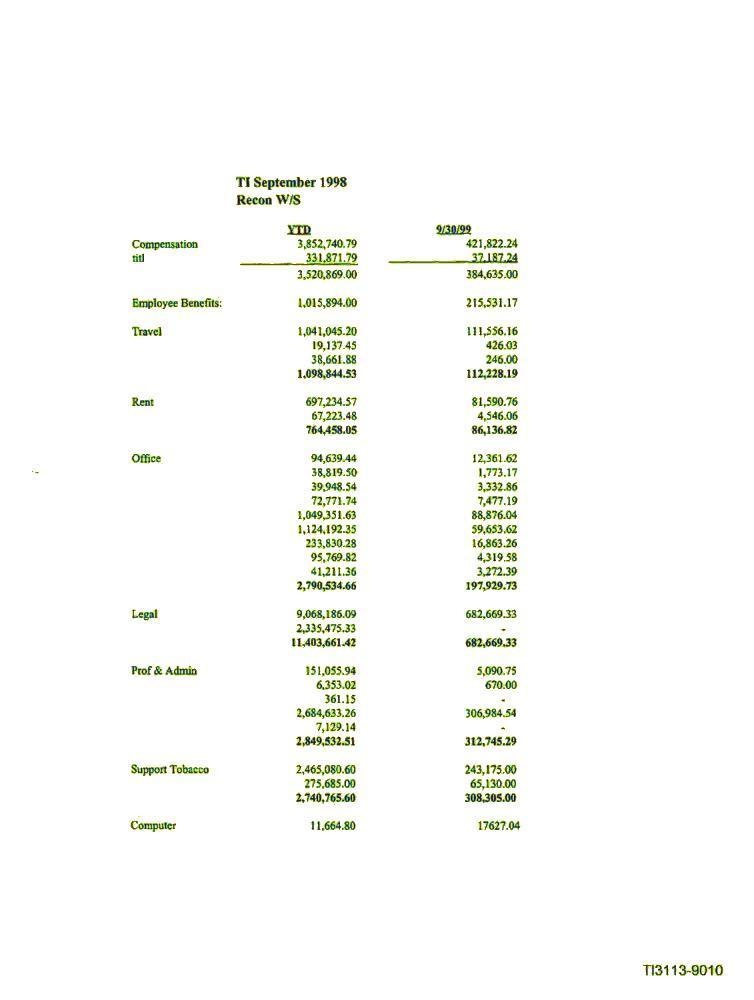 TI September 1998
Recon W/S
YTD 9/30/99
Compensation 3,852,740.79 421,822.24
titl 331,871.79 37,187.24
3,520,869.00 384,635.00
Employee Benefits: 1,015,894.00 215,531.17
Travel 1,041,045.20 111,556.16
19,137.45 426.03
38,661.88 246.00
1,098,844.53 112,228.19
Rent 697,234.57 81,590.76
67,223.48 4,546.06
764,458.05 86,136.82
Office 94,639.44 12,361.62
38,819.50 1,773.17
39,948.54 3,332.86
72,771.74 7,477.19
1,049,351.63 88,876.04
1,124,192.35 59,653.62
233,830.28 16,863.26
95,769.82 4,319.58
41,211.36 3,272.39
2,790,534.66 197,929.73
Legal 9,068,186.09 682,669.33
2,335,475.33 -
11,403,661.42 682,669.33
Prof & Admin 151,055.94 5,090.75
6,353.02 670.00
361.15 -
2,684,633.26 306,984.54
7,129.14 -
2,849,532.51 312,745.29
Support Tobacco 2,465,080.60 243,175.00
275,685.00 65,130.00
2,740,765.60 308,305.00
Computer 11,664.80 17627.04
TI3113-9010